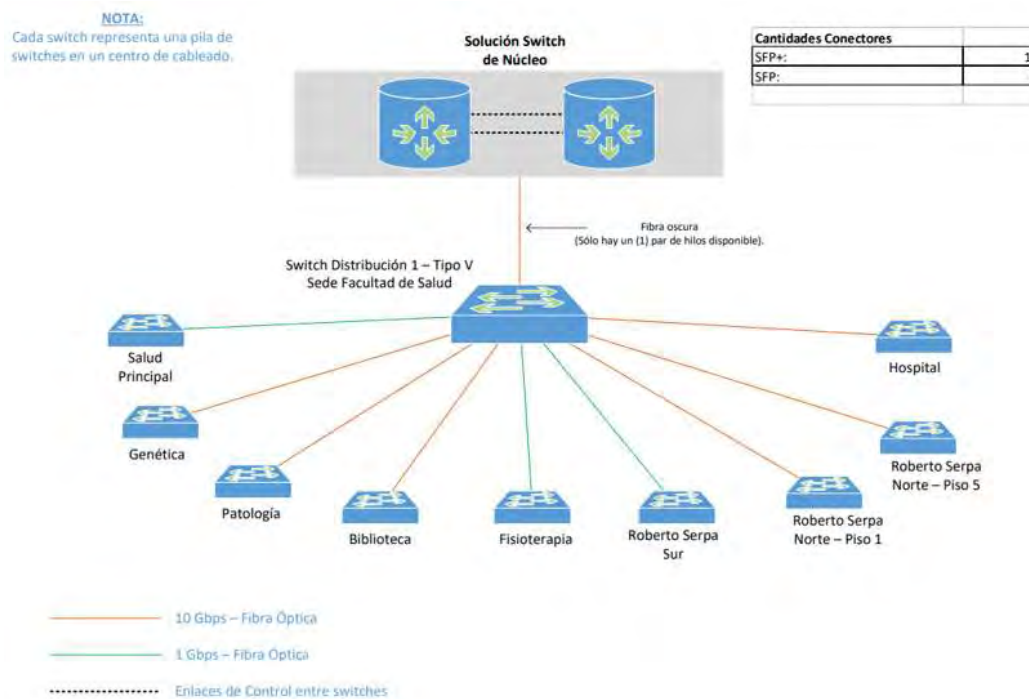 NOTA:
Cada switch representa una pila de
switches en un centro de cableado.
Solución Switch
de Núcleo
Cantidades Conectores
SFP+: 1
SFP:
Fibra oscura
(Sólo hay un (1) par de hilos disponible).
Switch Distribución 1 – Tipo V
Sede Facultad de Salud
Salud
Principal
Hospital
Genética
Roberto Serpa
Norte – Piso 5
Patología
Roberto Serpa
Norte – Piso 1
Biblioteca
Fisioterapia
Roberto Serpa
Sur
10 Gbps – Fibra Óptica
1 Gbps – Fibra Óptica
Enlaces de Control entre switches